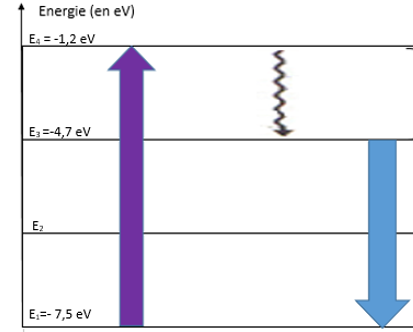 Energie (en eV)
E₄ = -1,2 eV
E₃ =-4,7 eV
E₂
E₁=- 7,5 eV